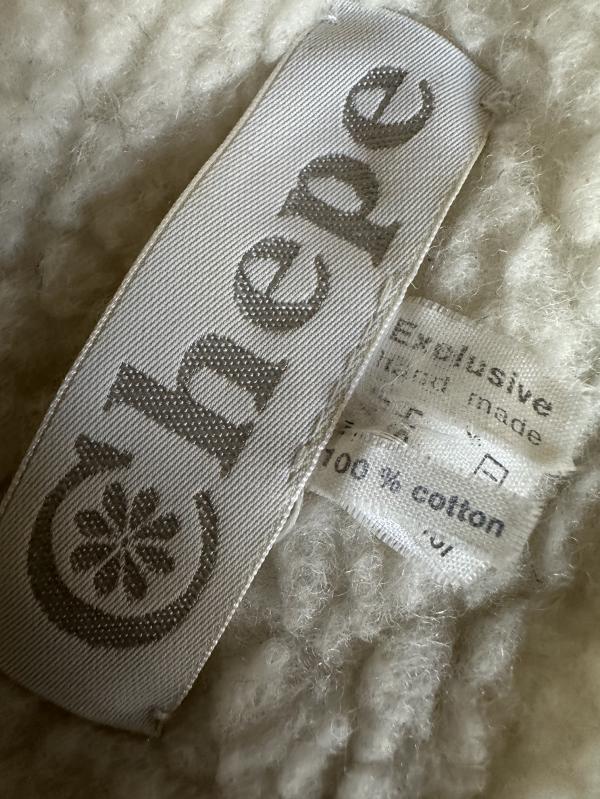 Chepe
Exclusive
hand made
100 % cotton